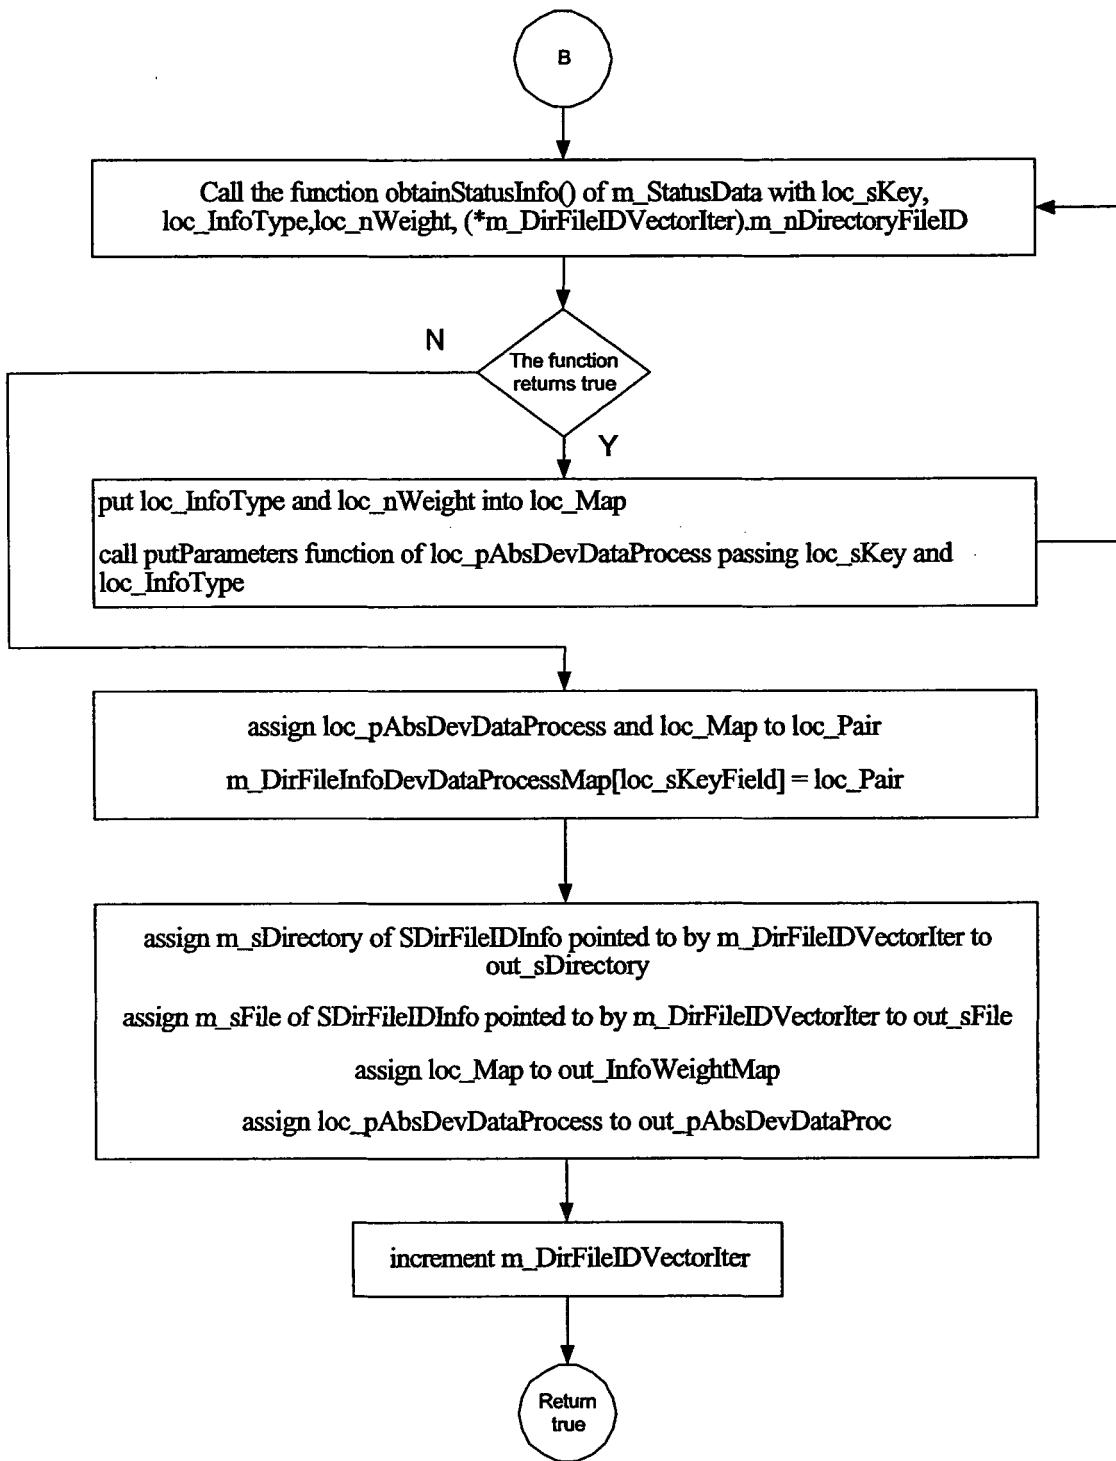 B
Call the function obtainStatusInfo() of m_StatusData with loc_sKey,
loc_InfoType,loc_nWeight, (*m_DirFileIDVectorIter).m_nDirectoryFileID
N
The function
returns true
Y
put loc_InfoType and loc_nWeight into loc_Map
call putParameters function of loc_pAbsDevDataProcess passing loc_sKey and
loc_InfoType
assign loc_pAbsDevDataProcess and loc_Map to loc_Pair
m_DirFileInfoDevDataProcessMap[loc_sKeyField] = loc_Pair
assign m_sDirectory of SDirFileIDInfo pointed to by m_DirFileIDVectorIter to
out_sDirectory
assign m_sFile of SDirFileIDInfo pointed to by m_DirFileIDVectorIter to out_sFile
assign loc_Map to out_InfoWeightMap
assign loc_pAbsDevDataProcess to out_pAbsDevDataProc
increment m_DirFileIDVectorIter
Return
true